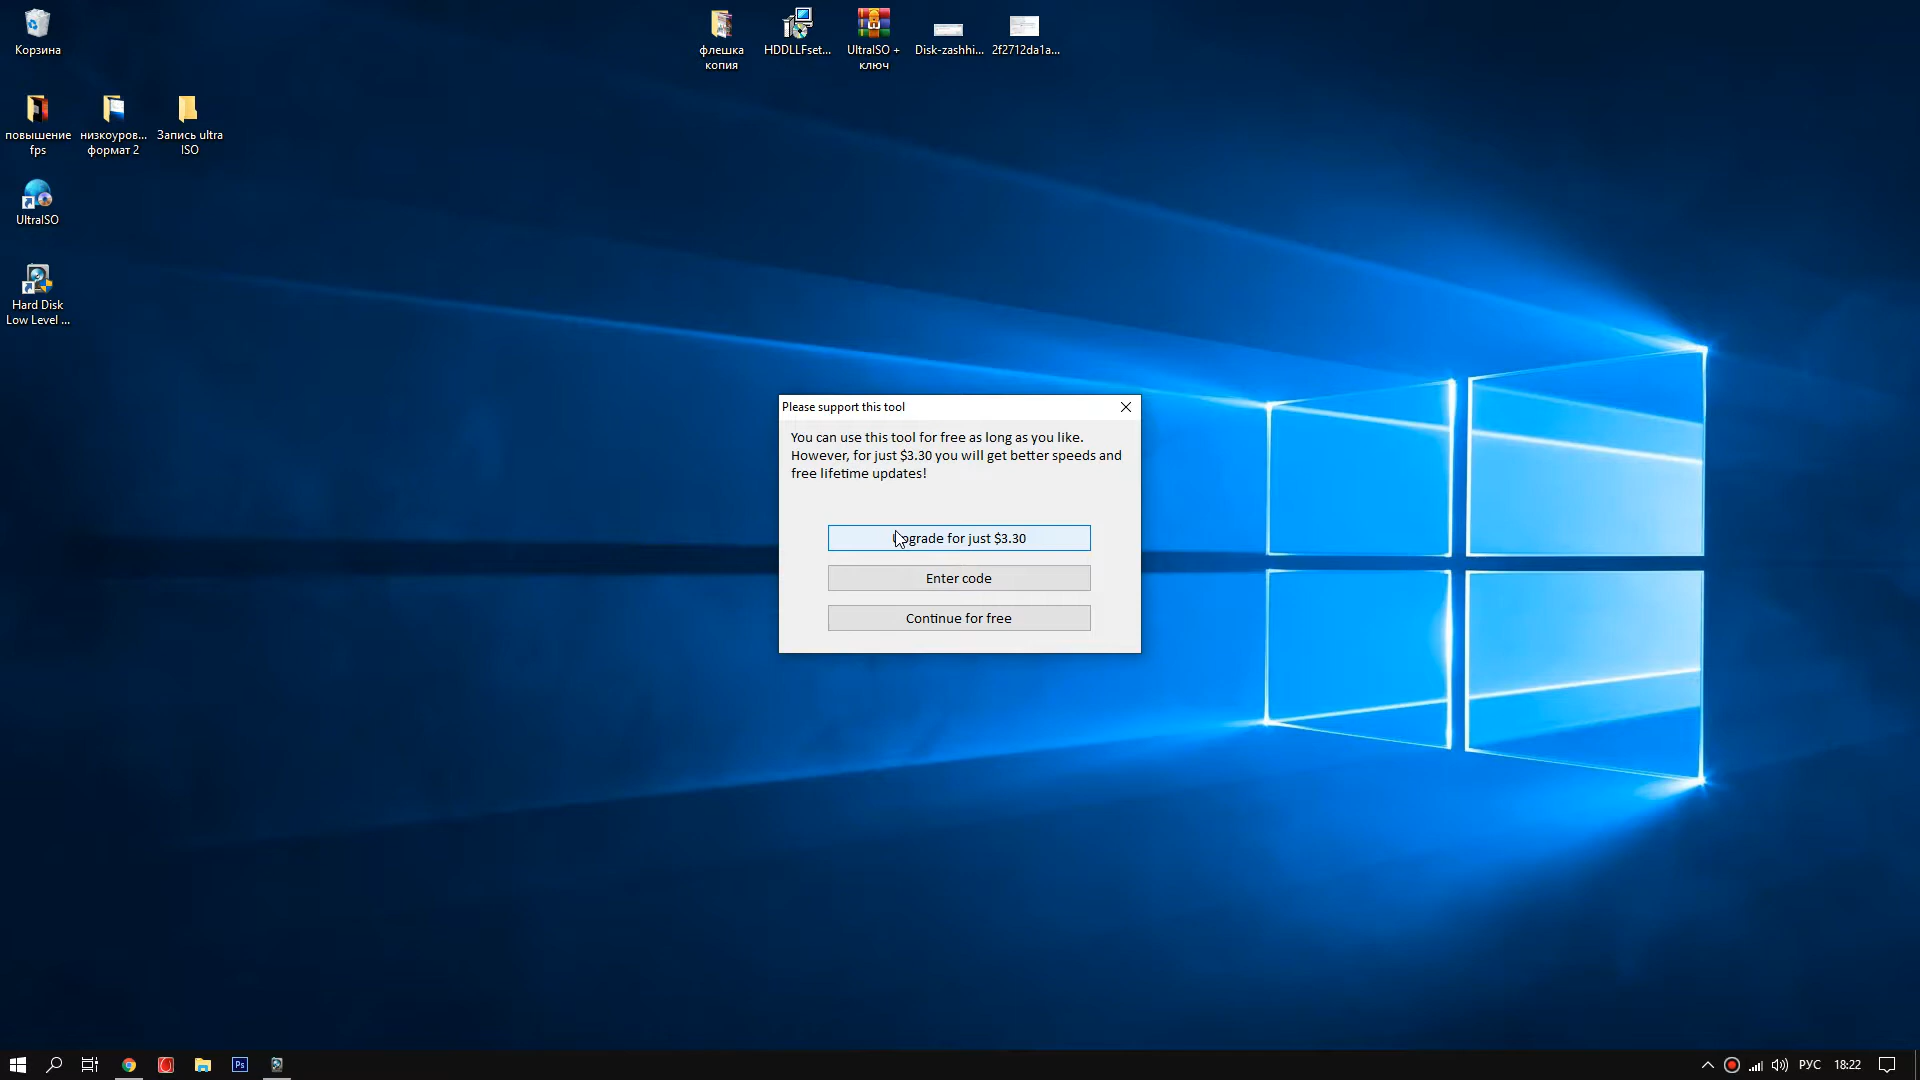 Корзина
флешка
копия
HDDLLFset...
UltraISO +
ключ
Disk-zashhi...
2f2712da1a...
повышение
fps
низкоуров...
формат 2
Запись ultra
ISO
UltraISO
Hard Disk
Low Level ...
Please support this tool
You can use this tool for free as long as you like.
However, for just $3.30 you will get better speeds and
free lifetime updates!
Upgrade for just $3.30
Enter code
Continue for free
Ps
РУС
18:22